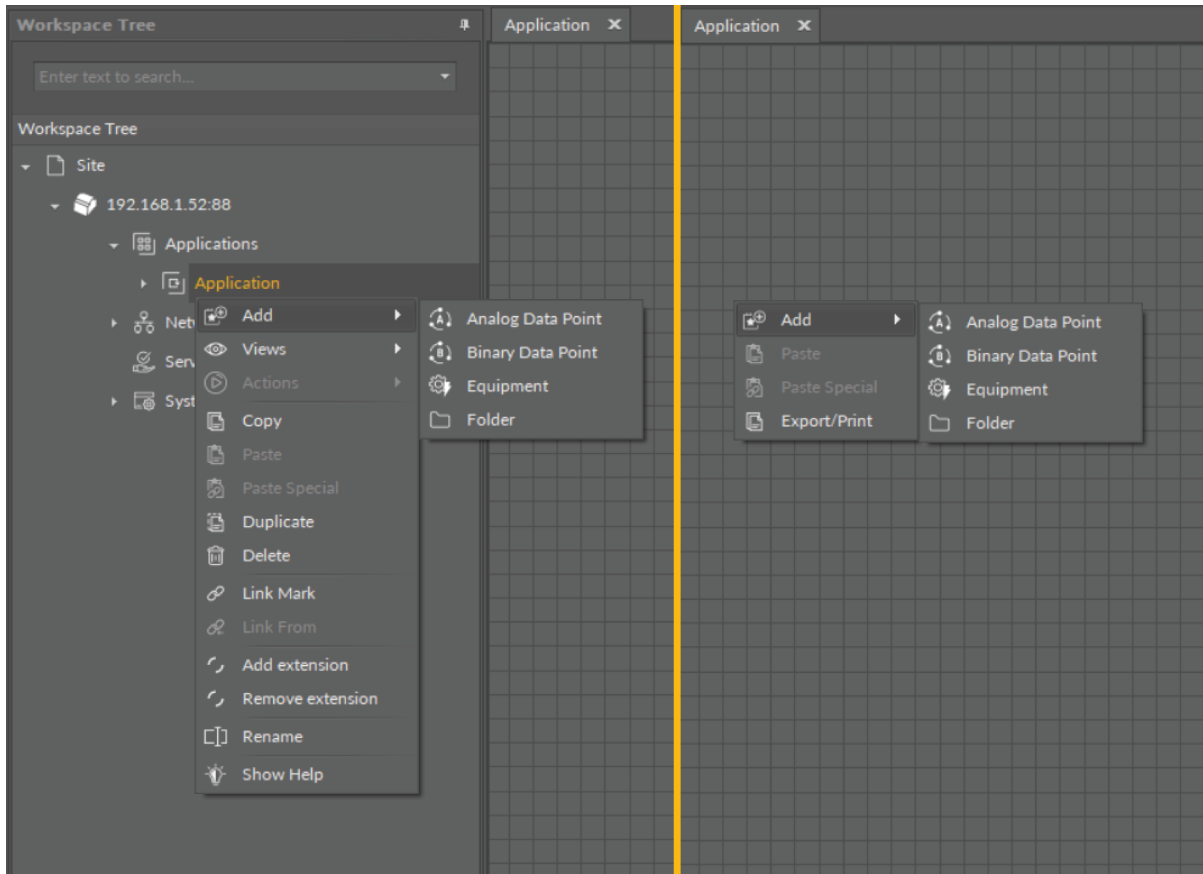 Workspace Tree
Enter text to search...
Workspace Tree
Site
192.168.1.52:88
Applications
Application
Net
Serv
Syst
Add
Views
Actions
Copy
Paste
Paste Special
Duplicate
Delete
Link Mark
Link From
Add extension
Remove extension
Rename
Show Help
Analog Data Point
Binary Data Point
Equipment
Folder
Application
Application
Add
Paste
Paste Special
Export/Print
Analog Data Point
Binary Data Point
Equipment
Folder